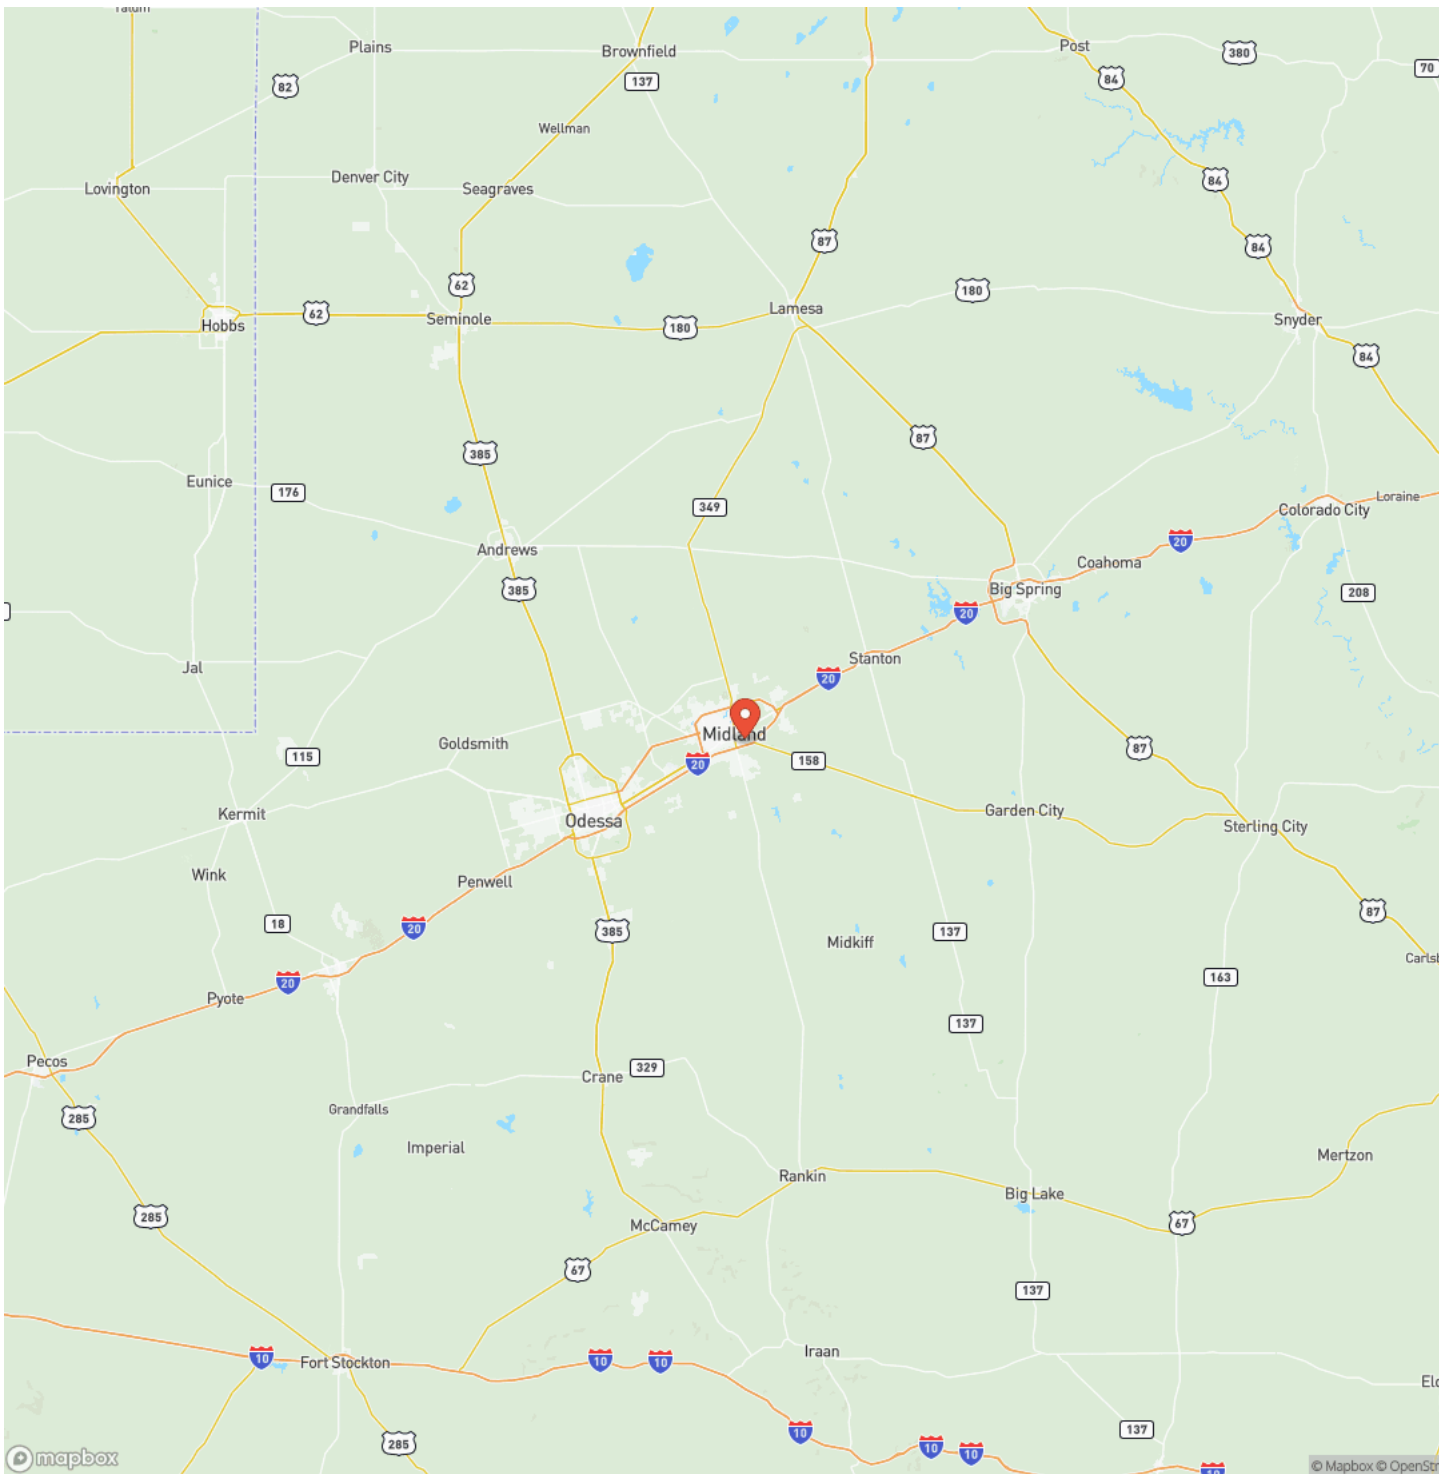 Tatum
Plains
Brownfield
Post
380
137
84
70
82
Wellman
Denver City
Lovington
Seagraves
84
87
84
62
180
62
Lamesa
Hobbs
Seminole
180
Snyder
84
87
385
Eunice
176
Loraine
349
Colorado City
20
Andrews
Coahoma
385
Big Spring
208
20
Stanton
Jal
20
Midland
Goldsmith
87
115
158
20
Garden City
Kermit
Odessa
Sterling City
Wink
Penwell
87
18
20
385
137
Midkiff
Carlsb
163
20
Pyote
137
Pecos
329
Crane
Grandfalls
285
Imperial
Mertzon
Rankin
Big Lake
285
67
McCamey
67
137
Iraan
10
10
10
Fort Stockton
Eld
137
10
285
10
10
mapbox
© Mapbox © OpenStr
10